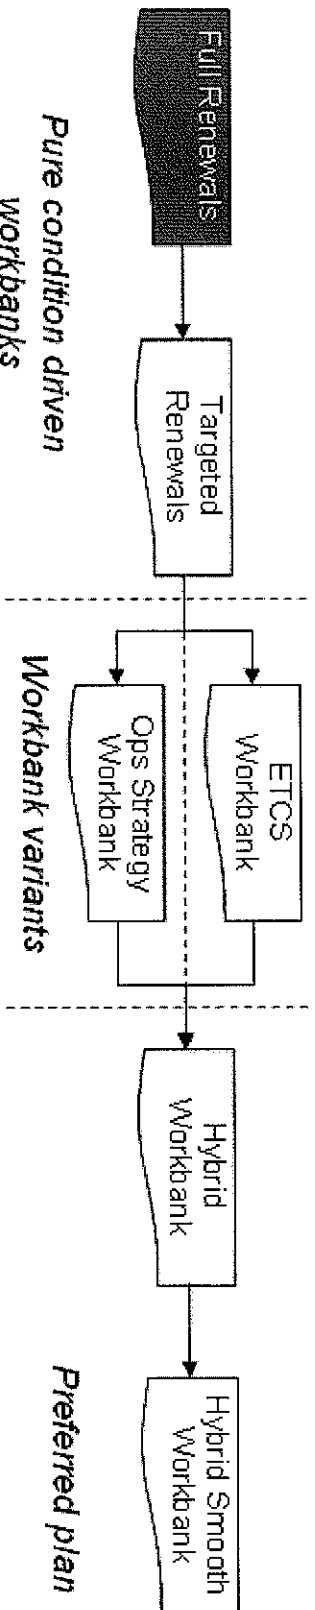 Full Renewals
Targeted
Renewals
ETCS
Workbank
Ops Strategy
Workbank
Hybrid
Workbank
Hybrid Smooth
Workbank
Pure condition driven
workbanks
Workbank variants
Preferred plan